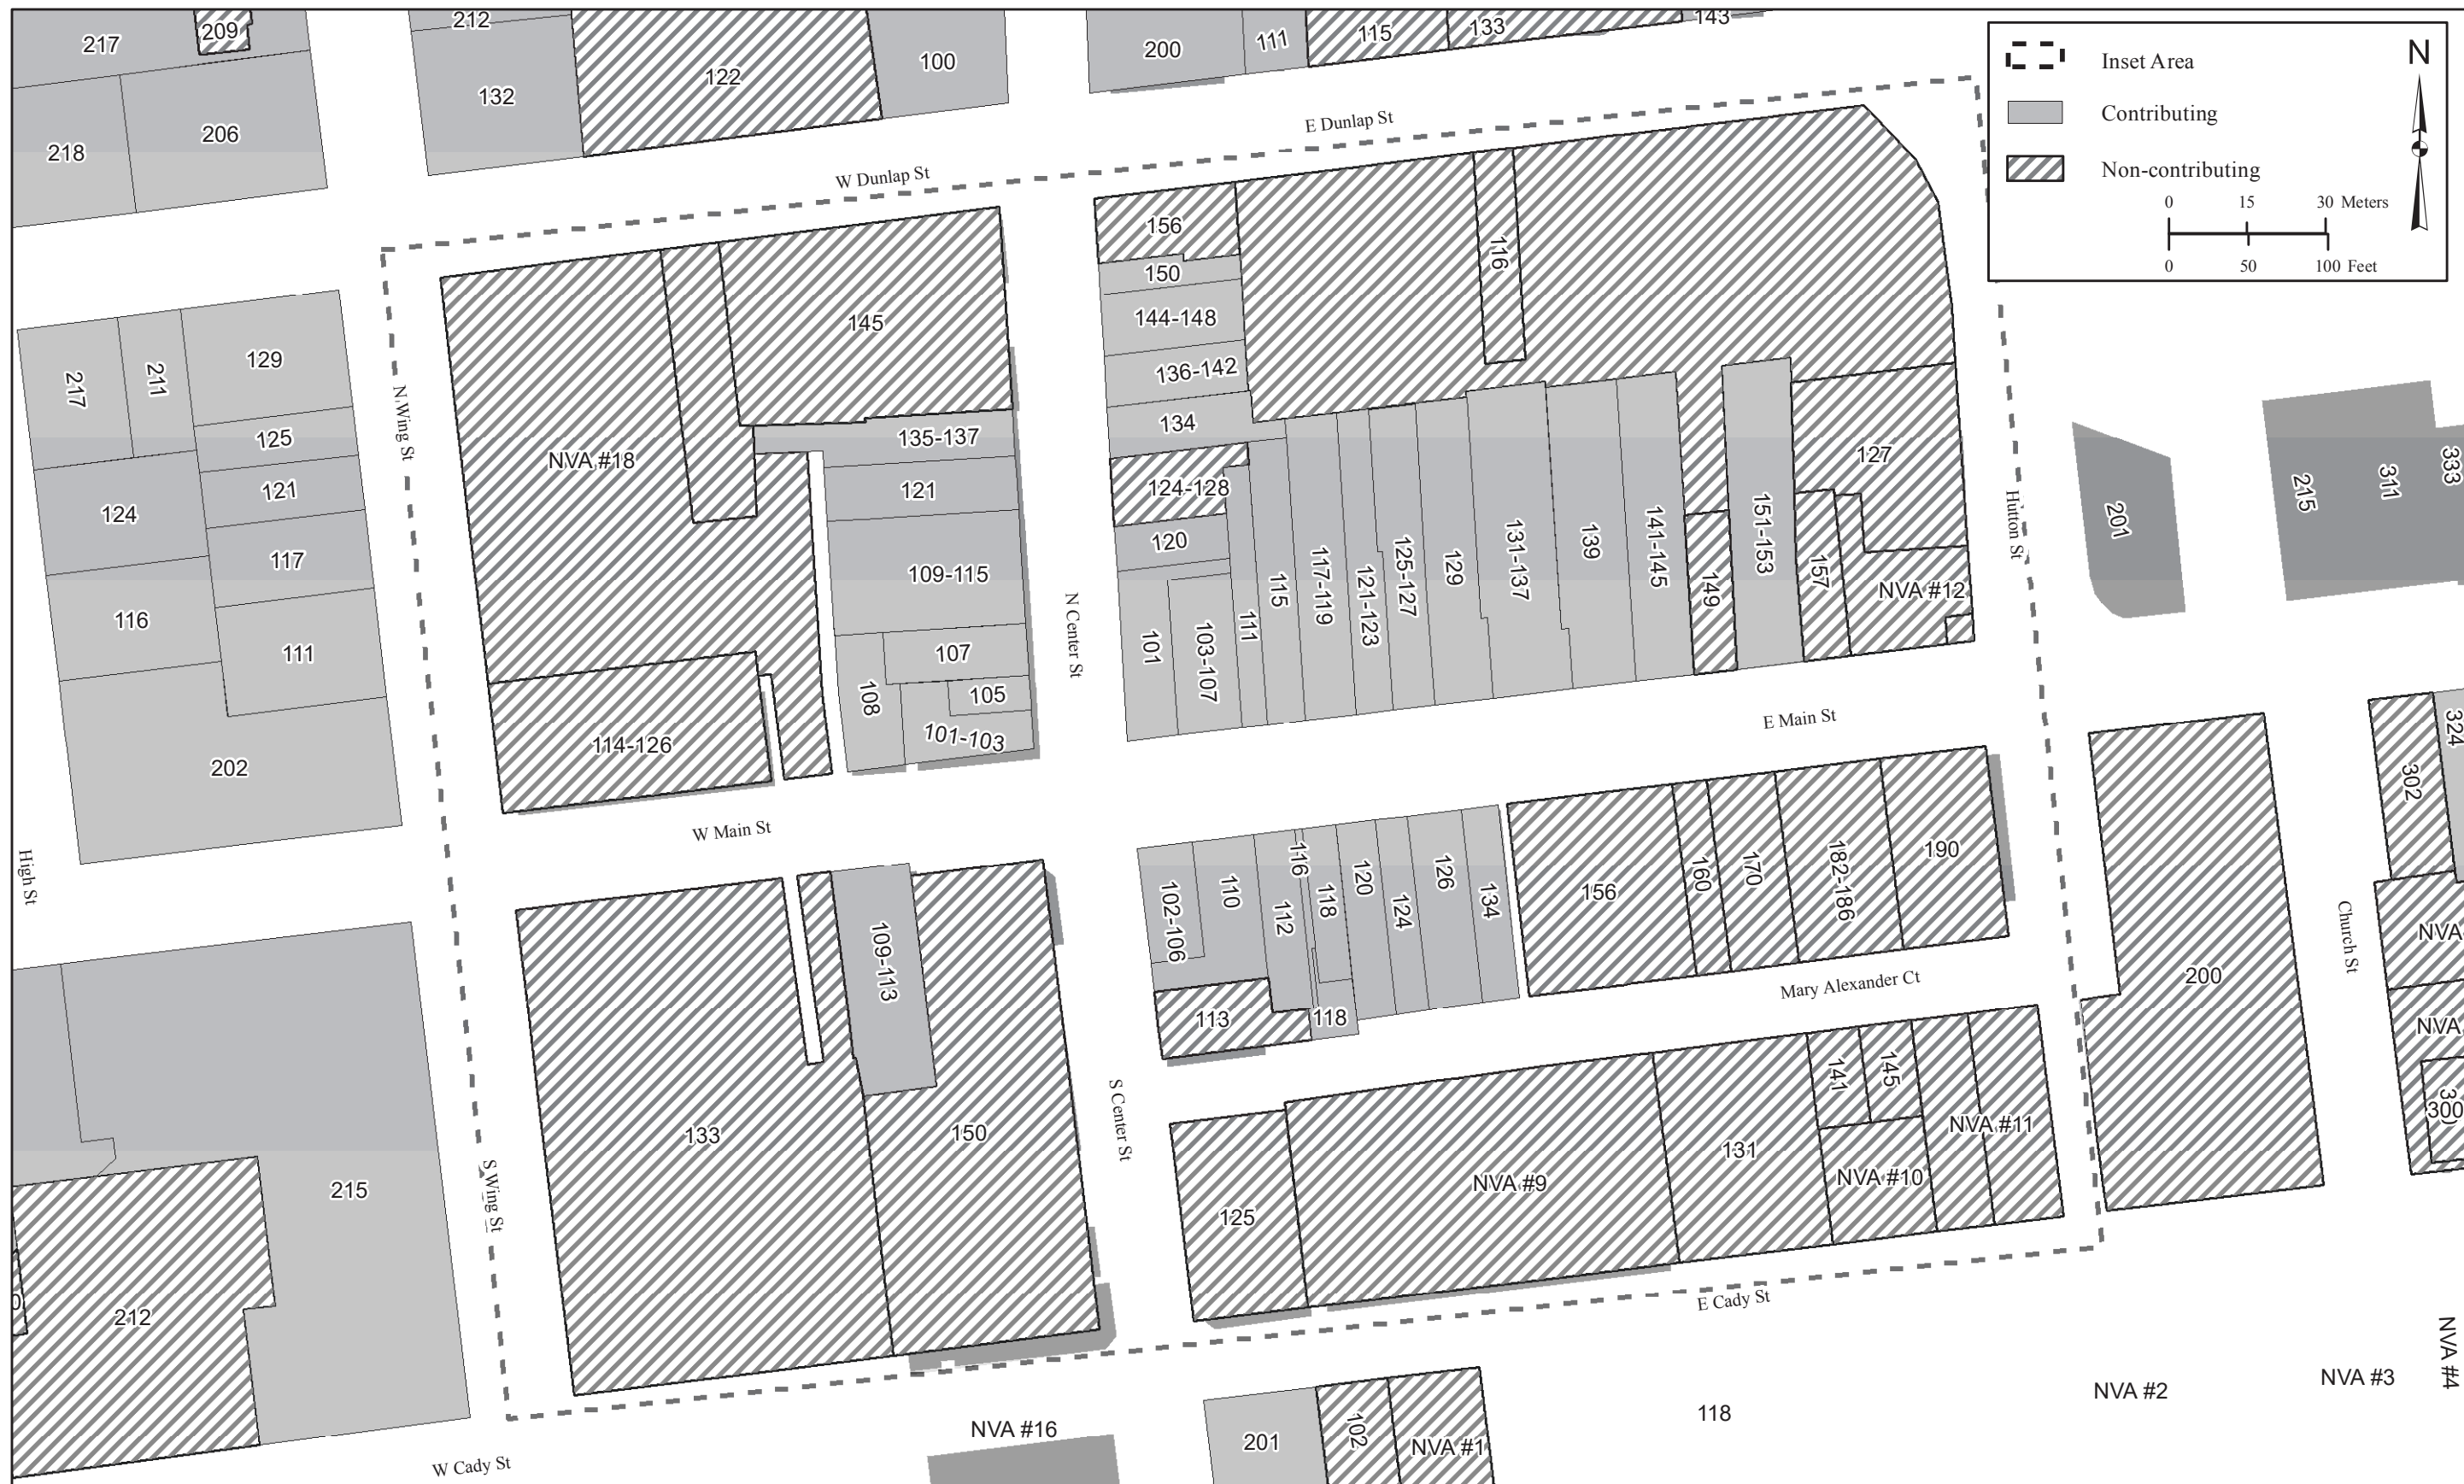 217
209
212
122
100
200
111
115
133
143
132
218
206
E Dunlap St
W Dunlap St
Inset Area
Contributing
Non-contributing
N
0 15 30 Meters
0 50 100 Feet
217
211
129
125
121
124
117
116
111
202
N Wing St
High St
NVA #18
145
135-137
121
109-115
107
108
105
101-103
114-126
W Main St
N Center St
156
150
144-148
136-142
134
124-128
120
101
103-107
111
115
117-119
121-123
125-127
129
131-137
139
141-145
149
151-153
157
116
127
NVA #12
Hutton St
E Main St
201
215
311
333
324
302
133
109-113
150
S Wing St
215
212
W Cady St
S Center St
102-106
110
112
116
118
120
124
126
134
113
118
156
160
170
182-186
190
Mary Alexander Ct
200
Church St
NVA
NVA
300
125
NVA #9
131
141
145
NVA #10
NVA #11
E Cady St
NVA #16
201
102
NVA #1
118
NVA #2
NVA #3
NVA #4